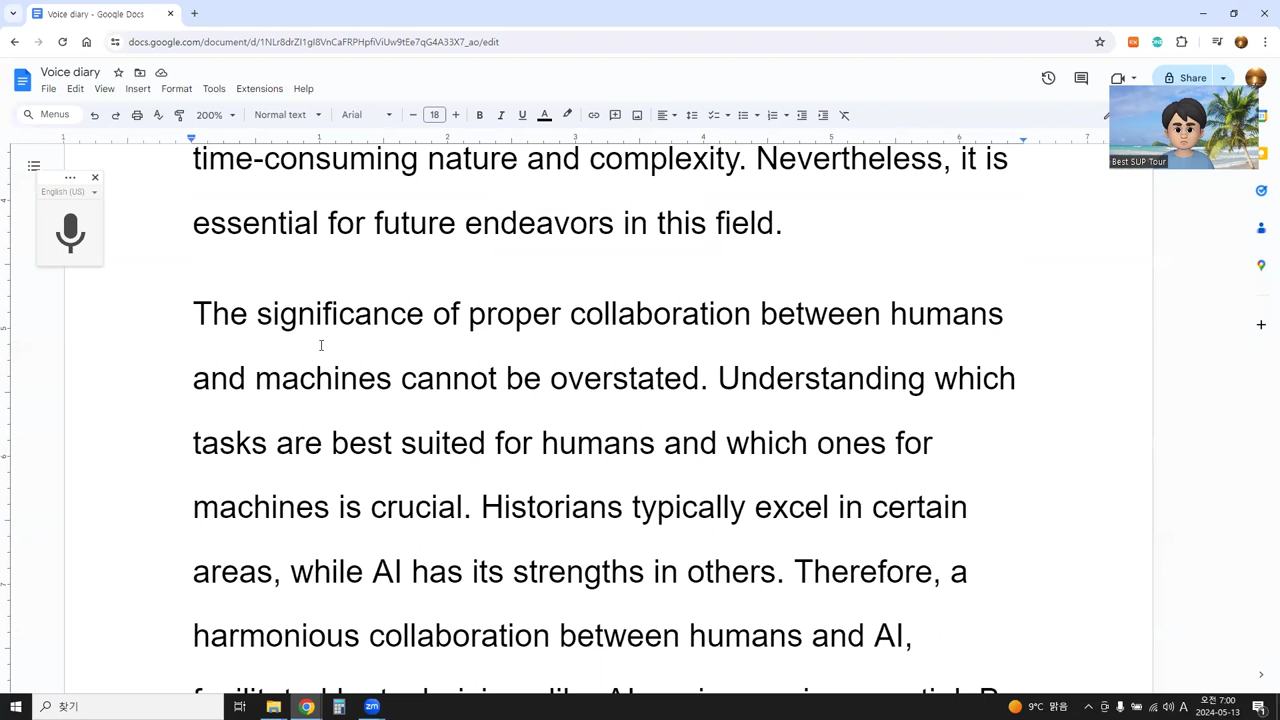 Voice diary - Google Docs
docs.google.com/document/d/1NLr8drZI1gI8VnCaFRPHpfiViUw9tEe7qG4A33X7_ao/edit
Voice diary
Share
File Edit View Insert Format Tools Extensions Help
Menus 200% Normal text Arial 18
Best SUP Tour
English (US)
time-consuming nature and complexity. Nevertheless, it is
essential for future endeavors in this field.
The significance of proper collaboration between humans
and machines cannot be overstated. Understanding which
tasks are best suited for humans and which ones for
machines is crucial. Historians typically excel in certain
areas, while AI has its strengths in others. Therefore, a
harmonious collaboration between humans and AI,
찾기
9°C 맑음
오전 7:00
2024-05-13